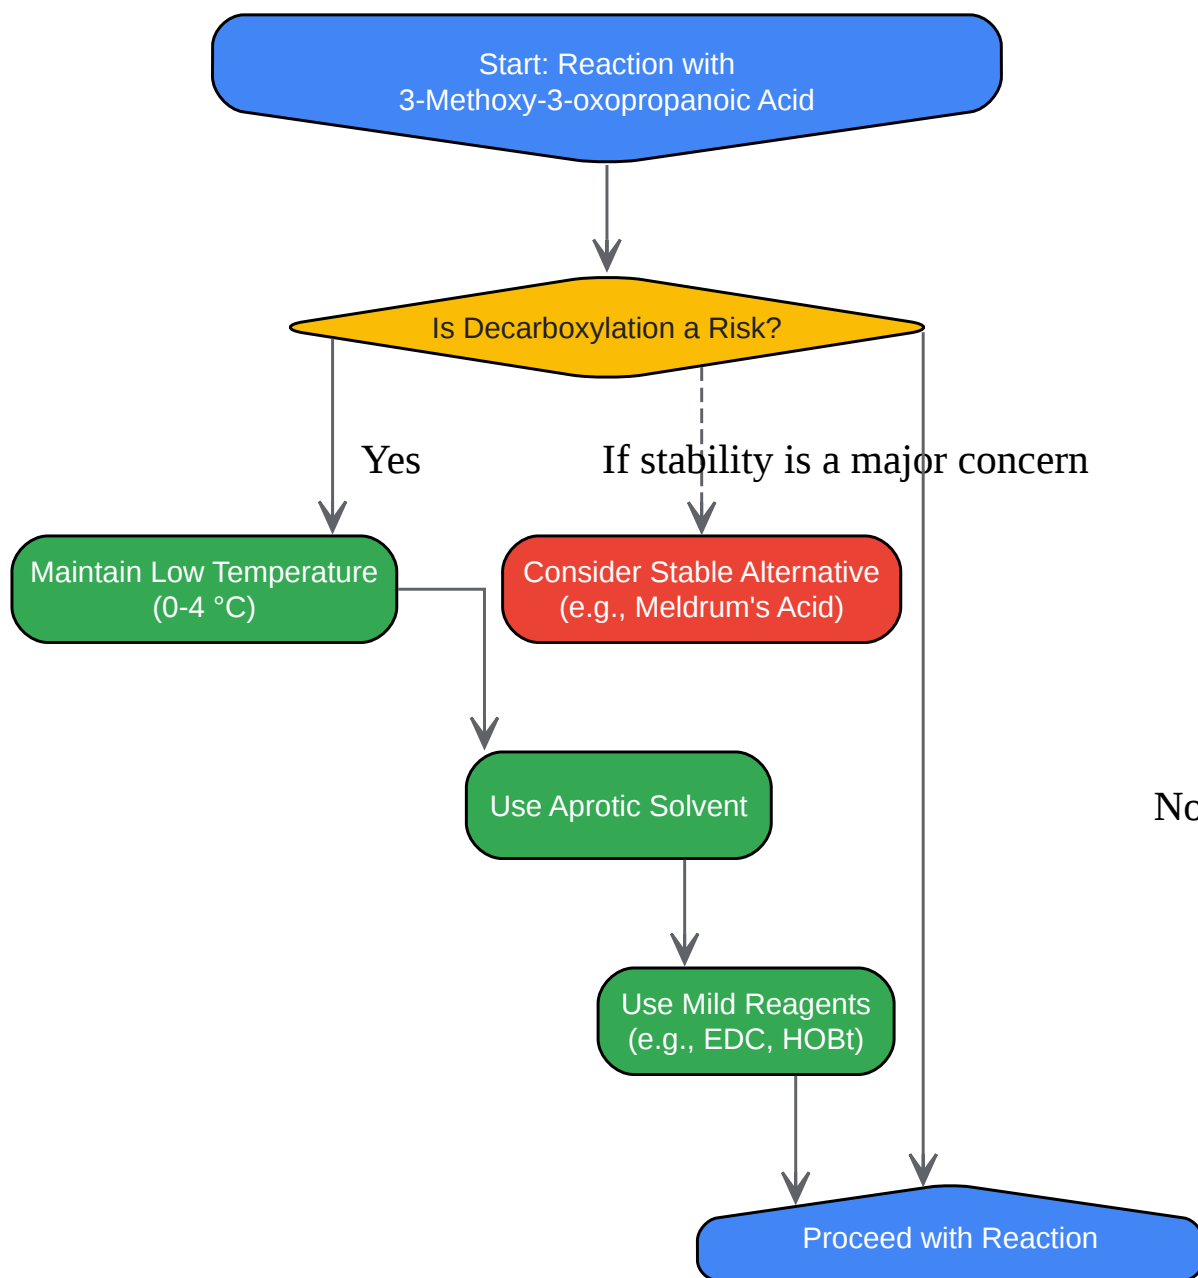 Start: Reaction with
3-Methoxy-3-oxopropanoic Acid
Is Decarboxylation a Risk?
Yes
If stability is a major concern
Maintain Low Temperature
(0-4 °C)
Consider Stable Alternative
(e.g., Meldrum's Acid)
Use Aprotic Solvent
No
Use Mild Reagents
(e.g., EDC, HOBt)
Proceed with Reaction